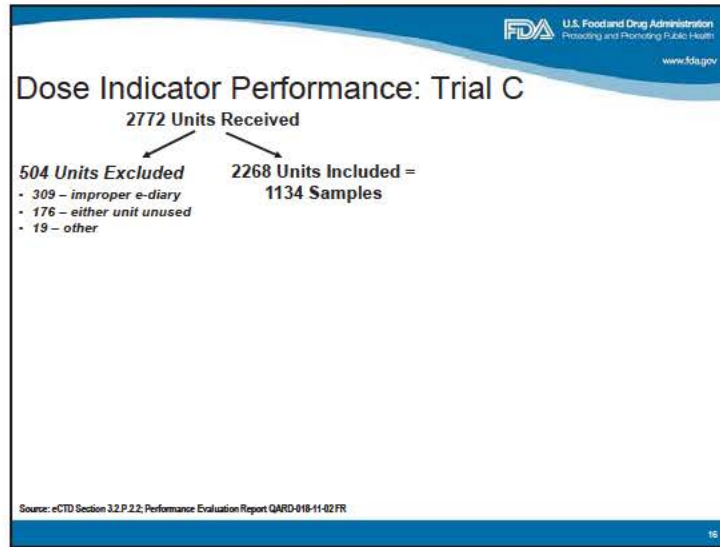 FDA U.S. Food and Drug Administration
Protecting and Promoting Public Health
www.fda.gov
Dose Indicator Performance: Trial C
2772 Units Received
504 Units Excluded
• 309 – improper e-diary
• 176 – either unit unused
• 19 – other
2268 Units Included =
1134 Samples
Source: eCTD Section 3.2.P.2.2; Performance Evaluation Report QARD-018-11-02 FR
16